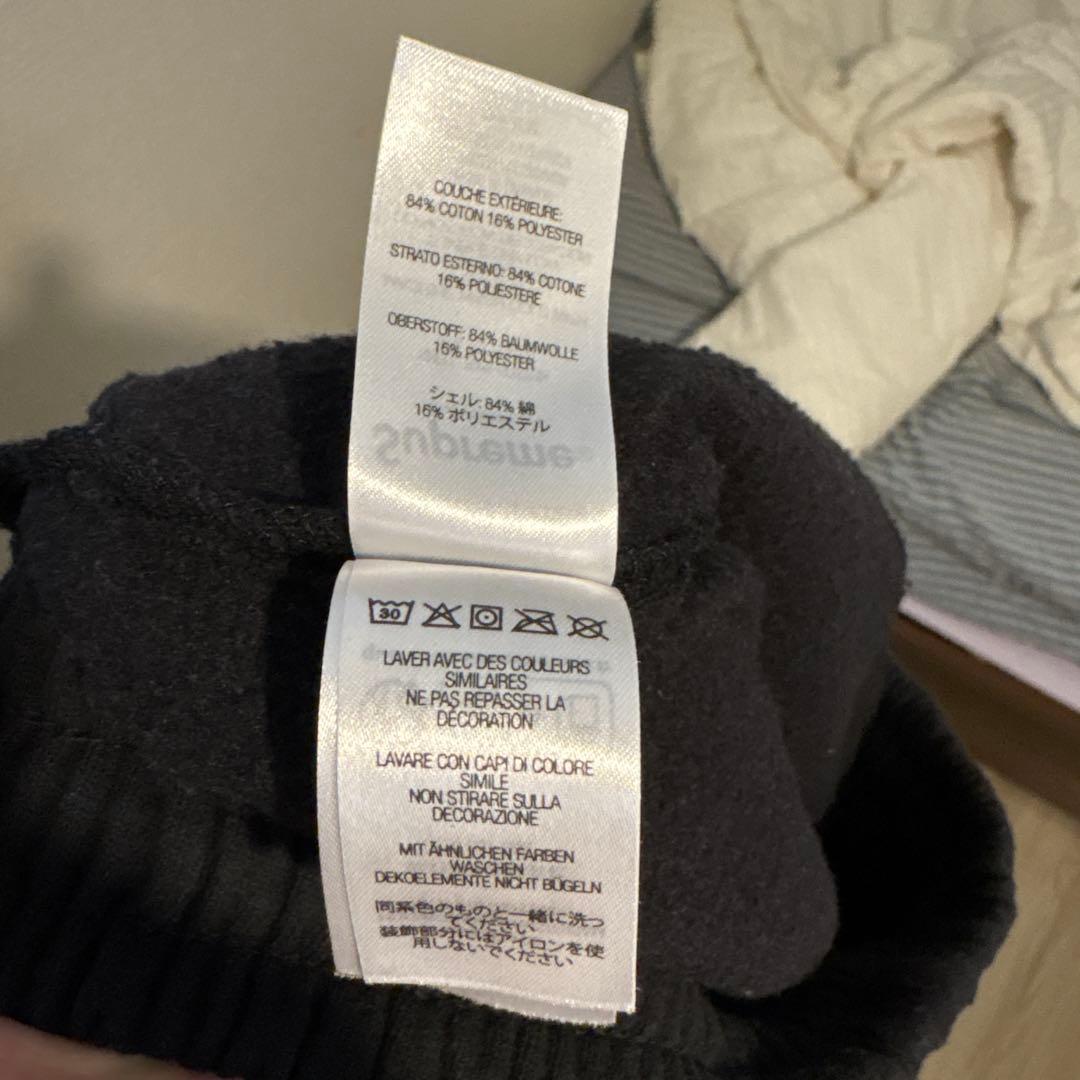 COUCHE EXTÉRIEURE:
84% COTON 16% POLYESTER
STRATO ESTERNO: 84% COTONE
16% POLIESTERE
OBERSTOFF: 84% BAUMWOLLE
16% POLYESTER
シェル: 84% 綿
16% ポリエステル
Supreme
30
LAVER AVEC DES COULEURS
SIMILAIRES
NE PAS REPASSER LA
DÉCORATION
LAVARE CON CAPI DI COLORE
SIMILE
NON STIRARE SULLA
DECORAZIONE
MIT ÄHNLICHEN FARBEN
WASCHEN
DEKOELEMENTE NICHT BÜGELN
同系色のものと一緒に洗っ
てください
装飾部分にはアイロンを使
用しないでください